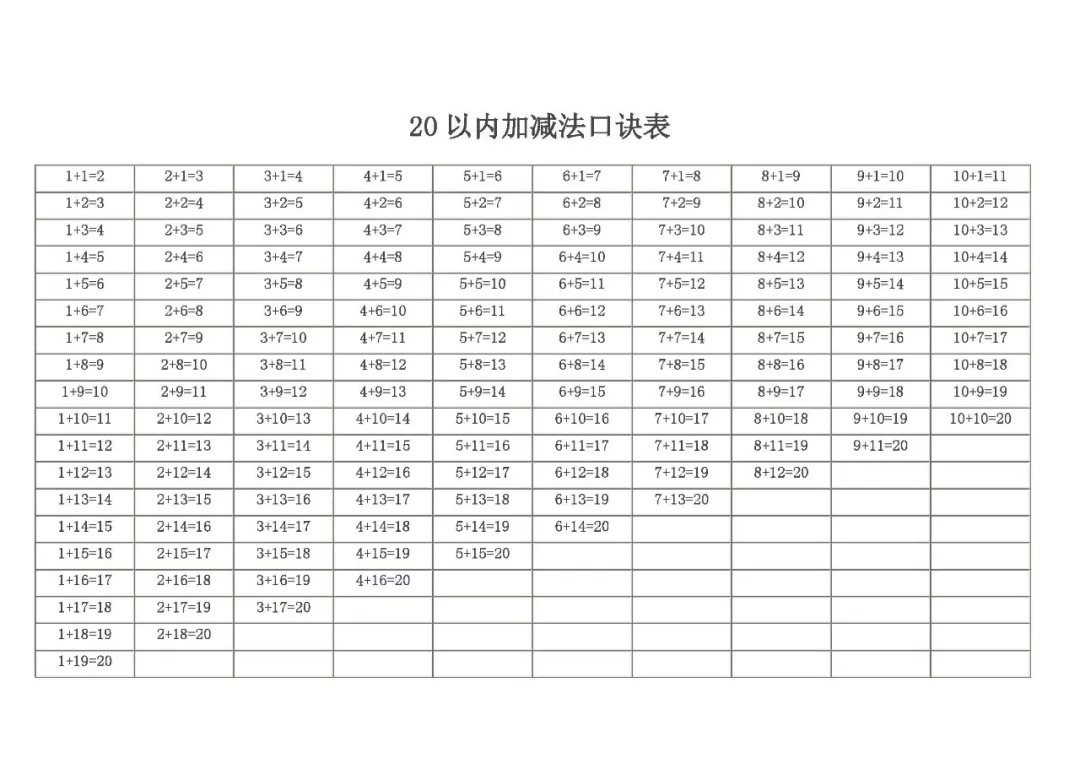 20 以内加减法口诀表
1+1=2 2+1=3 3+1=4 4+1=5 5+1=6 6+1=7 7+1=8 8+1=9 9+1=10 10+1=11
1+2=3 2+2=4 3+2=5 4+2=6 5+2=7 6+2=8 7+2=9 8+2=10 9+2=11 10+2=12
1+3=4 2+3=5 3+3=6 4+3=7 5+3=8 6+3=9 7+3=10 8+3=11 9+3=12 10+3=13
1+4=5 2+4=6 3+4=7 4+4=8 5+4=9 6+4=10 7+4=11 8+4=12 9+4=13 10+4=14
1+5=6 2+5=7 3+5=8 4+5=9 5+5=10 6+5=11 7+5=12 8+5=13 9+5=14 10+5=15
1+6=7 2+6=8 3+6=9 4+6=10 5+6=11 6+6=12 7+6=13 8+6=14 9+6=15 10+6=16
1+7=8 2+7=9 3+7=10 4+7=11 5+7=12 6+7=13 7+7=14 8+7=15 9+7=16 10+7=17
1+8=9 2+8=10 3+8=11 4+8=12 5+8=13 6+8=14 7+8=15 8+8=16 9+8=17 10+8=18
1+9=10 2+9=11 3+9=12 4+9=13 5+9=14 6+9=15 7+9=16 8+9=17 9+9=18 10+9=19
1+10=11 2+10=12 3+10=13 4+10=14 5+10=15 6+10=16 7+10=17 8+10=18 9+10=19 10+10=20
1+11=12 2+11=13 3+11=14 4+11=15 5+11=16 6+11=17 7+11=18 8+11=19 9+11=20
1+12=13 2+12=14 3+12=15 4+12=16 5+12=17 6+12=18 7+12=19 8+12=20
1+13=14 2+13=15 3+13=16 4+13=17 5+13=18 6+13=19 7+13=20
1+14=15 2+14=16 3+14=17 4+14=18 5+14=19 6+14=20
1+15=16 2+15=17 3+15=18 4+15=19 5+15=20
1+16=17 2+16=18 3+16=19 4+16=20
1+17=18 2+17=19 3+17=20
1+18=19 2+18=20
1+19=20